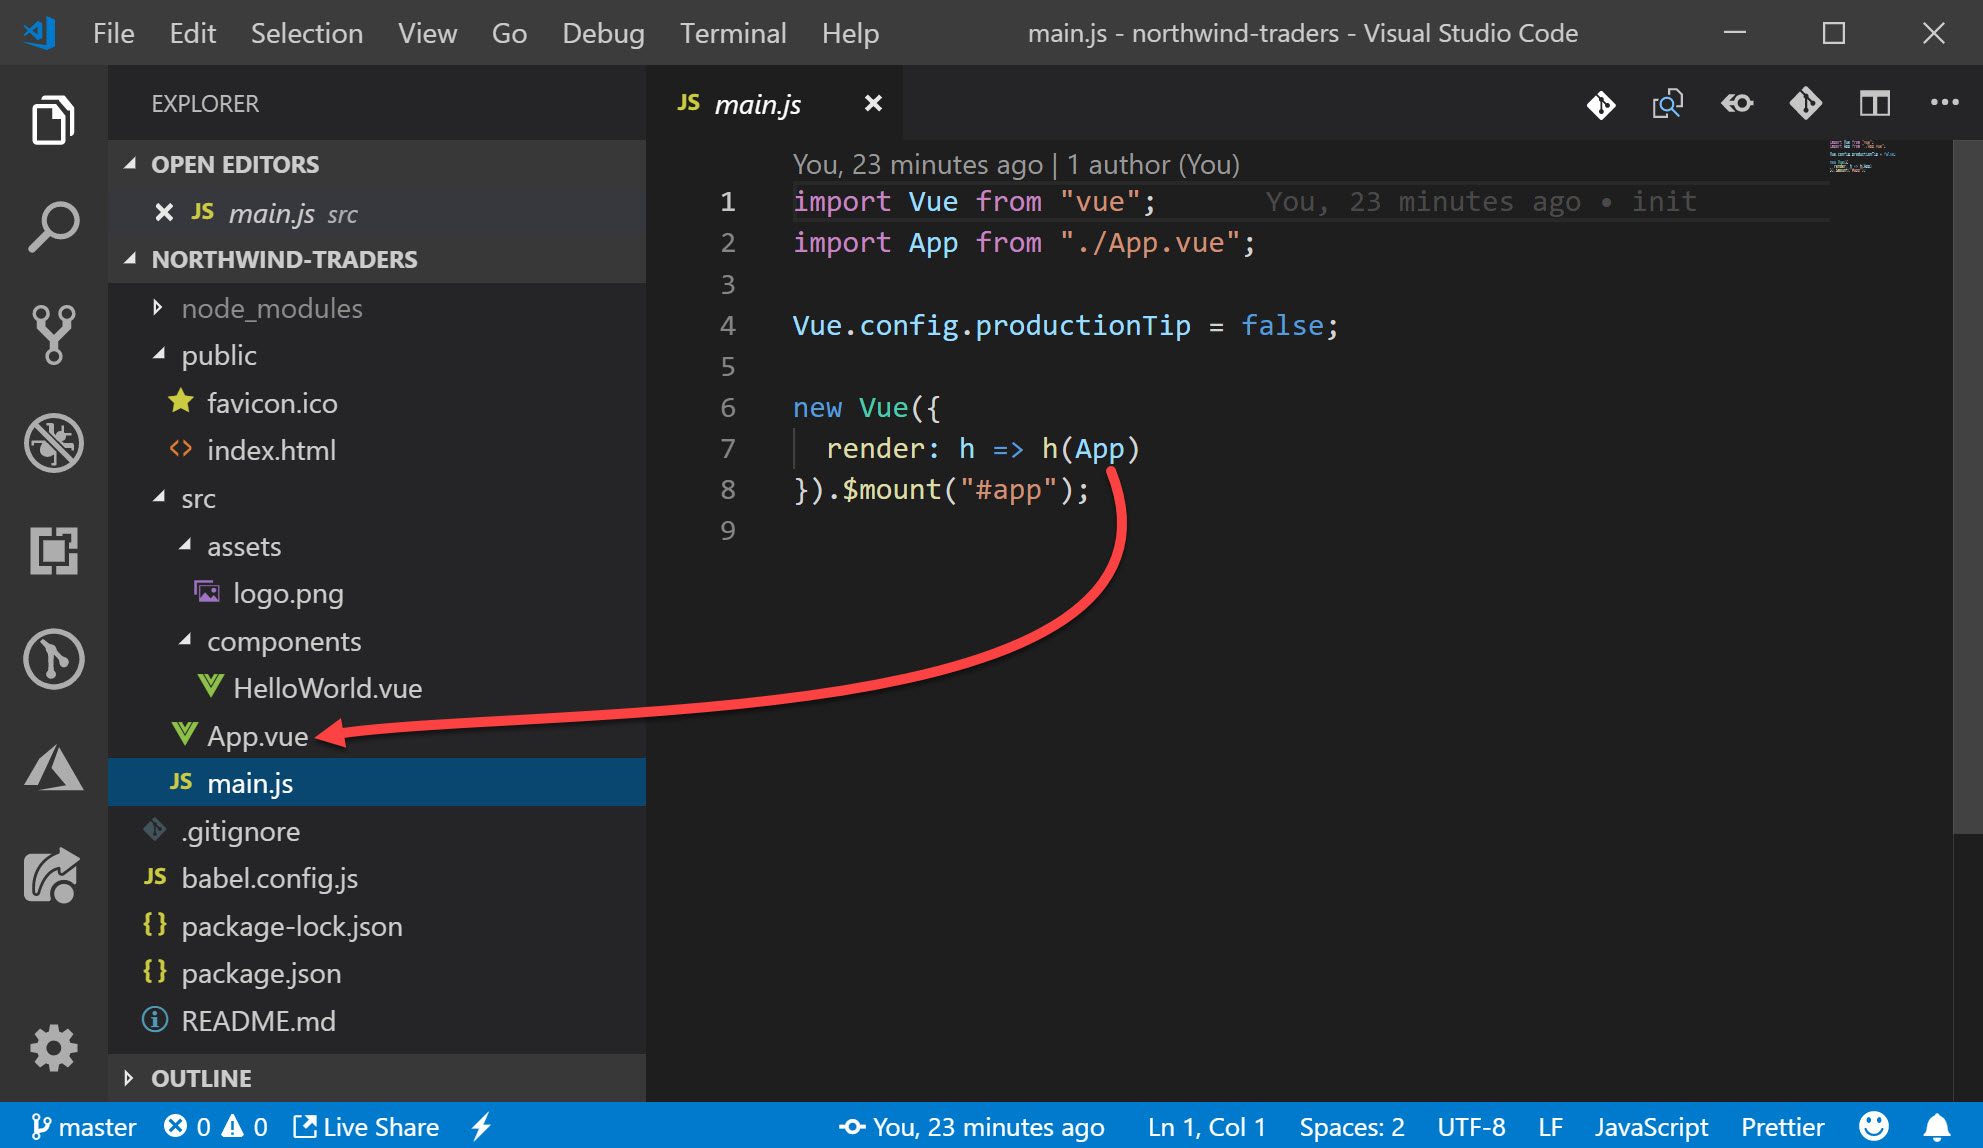 File Edit Selection View Go Debug Terminal Help main.js - northwind-traders - Visual Studio Code
EXPLORER
OPEN EDITORS
JS main.js src
NORTHWIND-TRADERS
node_modules
public
favicon.ico
index.html
src
assets
logo.png
components
HelloWorld.vue
App.vue
JS main.js
.gitignore
JS babel.config.js
{} package-lock.json
{} package.json
README.md
OUTLINE
JS main.js
You, 23 minutes ago | 1 author (You)
1 import Vue from "vue"; You, 23 minutes ago • init
2 import App from "./App.vue";
3
4 Vue.config.productionTip = false;
5
6 new Vue({
7 render: h => h(App)
8 }).$mount("#app");
9
master 0 0 Live Share You, 23 minutes ago Ln 1, Col 1 Spaces: 2 UTF-8 LF JavaScript Prettier